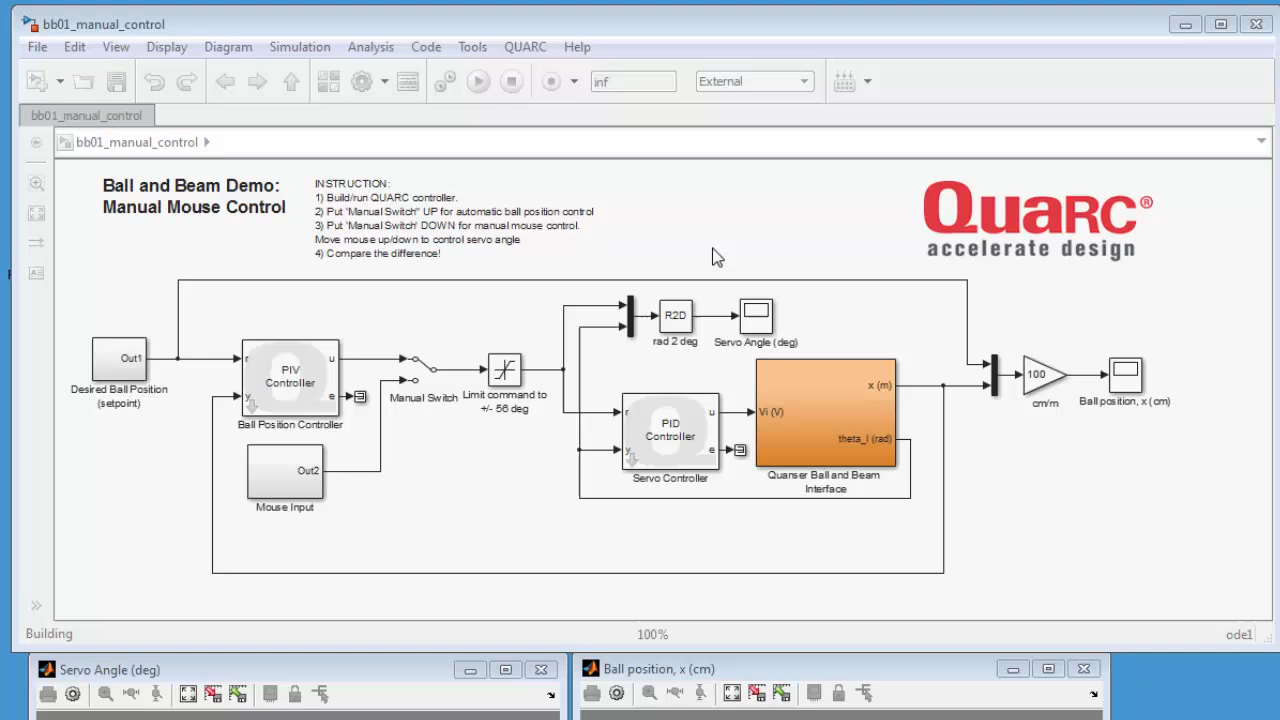 bb01_manual_control
File Edit View Display Diagram Simulation Analysis Code Tools QUARC Help
inf External
bb01_manual_control
bb01_manual_control
Ball and Beam Demo:
Manual Mouse Control
INSTRUCTION:
1) Build/run QUARC controller.
2) Put 'Manual Switch" UP for automatic ball position control
3) Put 'Manual Switch' DOWN for manual mouse control.
Move mouse up/down to control servo angle
4) Compare the difference!
QUARC®
accelerate design
R2D
rad 2 deg
Servo Angle (deg)
Out1
Desired Ball Position
(setpoint)
r u
PIV
Controller
y e
Ball Position Controller
Manual Switch
Limit command to
+/- 56 deg
Out2
Mouse Input
r u
PID
Controller
y e
Servo Controller
x (m)
Vi (V)
theta_l (rad)
Quanser Ball and Beam
Interface
100
cm/m
Ball position, x (cm)
Building 100% ode1
Servo Angle (deg)
Ball position, x (cm)